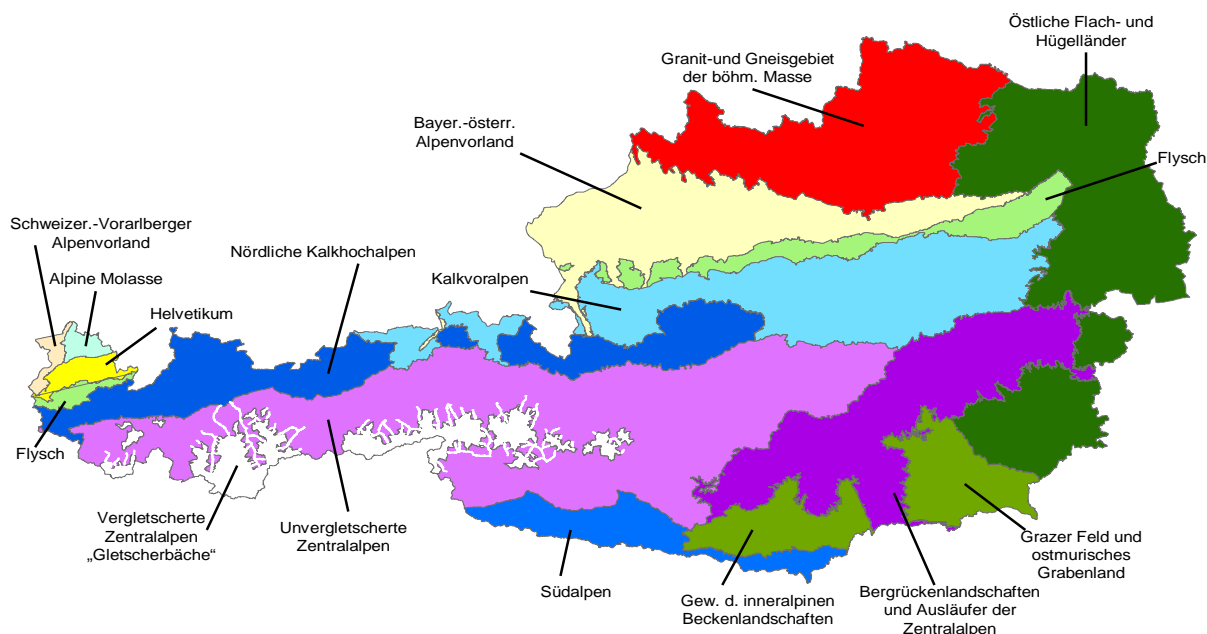 Östliche Flach- und
Hügelländer
Granit-und Gneisgebiet
der böhm. Masse
Bayer.-österr.
Alpenvorland
Flysch
Schweizer.-Vorarlberger
Alpenvorland
Nördliche Kalkhochalpen
Alpine Molasse
Kalkvoralpen
Helvetikum
Flysch
Vergletscherte
Zentralalpen
„Gletscherbäche“
Unvergletscherte
Zentralalpen
Südalpen
Gew. d. inneralpinen
Beckenlandschaften
Bergrückenlandschaften
und Ausläufer der
Zentralalpen
Grazer Feld und
ostmurisches
Grabenland